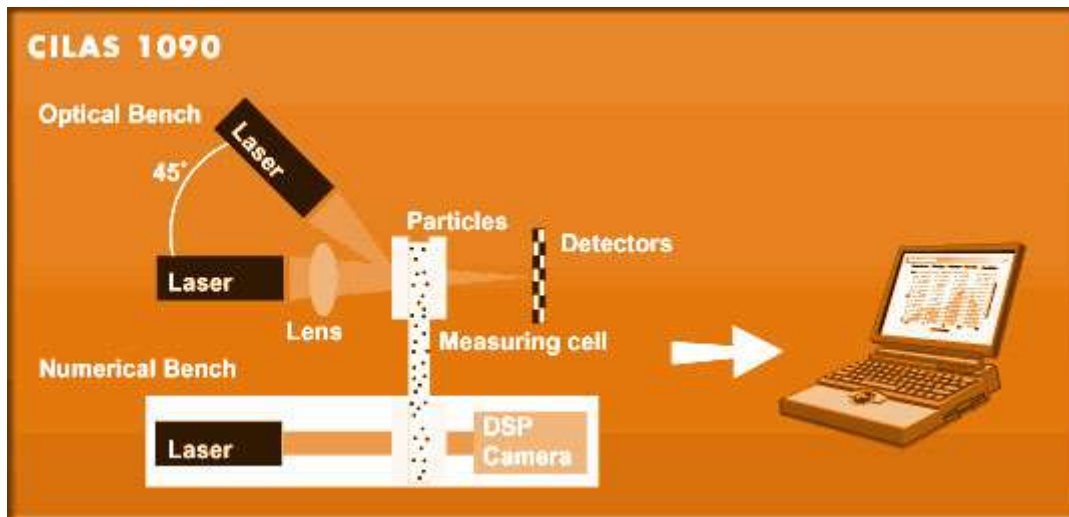 CILAS 1090
Optical Bench
Laser
45°
Particles
Detectors
Laser
Lens
Measuring cell
Numerical Bench
Laser
DSP
Camera